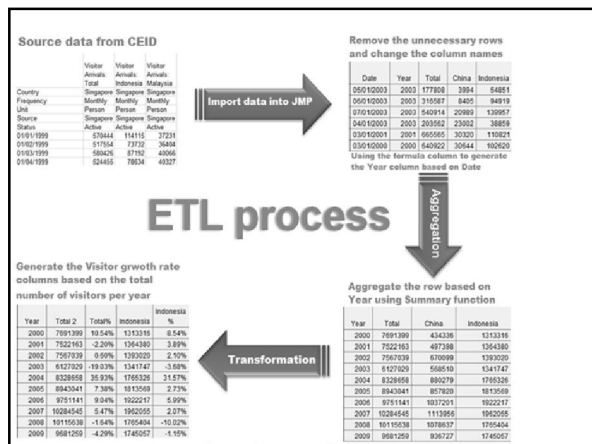 Source data from CEID
Visitor Visitor Visitor
Arrivals: Arrivals: Arrivals:
Total Indonesia Malaysia
Country Singapore Singapore Singapore
Frequency Monthly Monthly Monthly
Unit Person Person Person
Source Singapore Singapore Singapore
Status Active Active Active
01/01/1999 570444 114115 37231
01/02/1999 517554 73732 36404
01/03/1999 580426 87192 40066
01/04/1999 524455 78634 40327
Import data into JMP
Remove the unnecessary rows
and change the column names
Date Year Total China Indonesia
05/01/2003 2003 177808 3994 54851
06/01/2003 2003 316587 8405 94919
07/01/2003 2003 540914 20989 139957
04/01/2003 2003 203562 23002 38859
03/01/2001 2001 665565 30320 110821
03/01/2000 2000 640922 30644 102620
Using the formula column to generate
the Year column based on Date
Aggregation
ETL process
Aggregate the row based on
Year using Summary function
Year Total China Indonesia
2000 7691399 434336 1313316
2001 7522163 497398 1364380
2002 7567039 670099 1393020
2003 6127029 568510 1341747
2004 8328658 880279 1765326
2005 8943041 857820 1813569
2006 9751141 1037201 1922217
2007 10284545 1113956 1962055
2008 10115638 1078637 1765404
2009 9681259 936727 1745057
Transformation
Generate the Visitor grwoth rate
columns based on the total
number of visitors per year
Indonesia
Year Total 2 Total% Indonesia %
2000 7691399 10.54% 1313316 8.54%
2001 7522163 -2.20% 1364380 3.89%
2002 7567039 0.60% 1393020 2.10%
2003 6127029 -19.03% 1341747 -3.68%
2004 8328658 35.93% 1765326 31.57%
2005 8943041 7.38% 1813569 2.73%
2006 9751141 9.04% 1922217 5.99%
2007 10284545 5.47% 1962055 2.07%
2008 10115638 -1.64% 1765404 -10.02%
2009 9681259 -4.29% 1745057 -1.15%